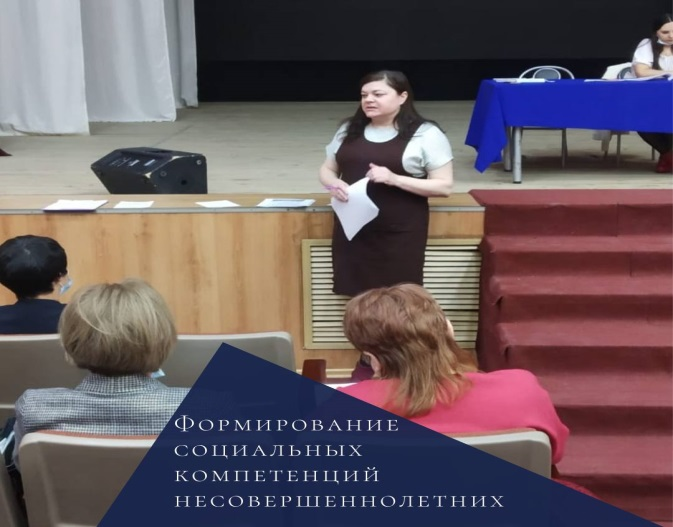 Формирование
социальных
компетенций
несовершеннолетних